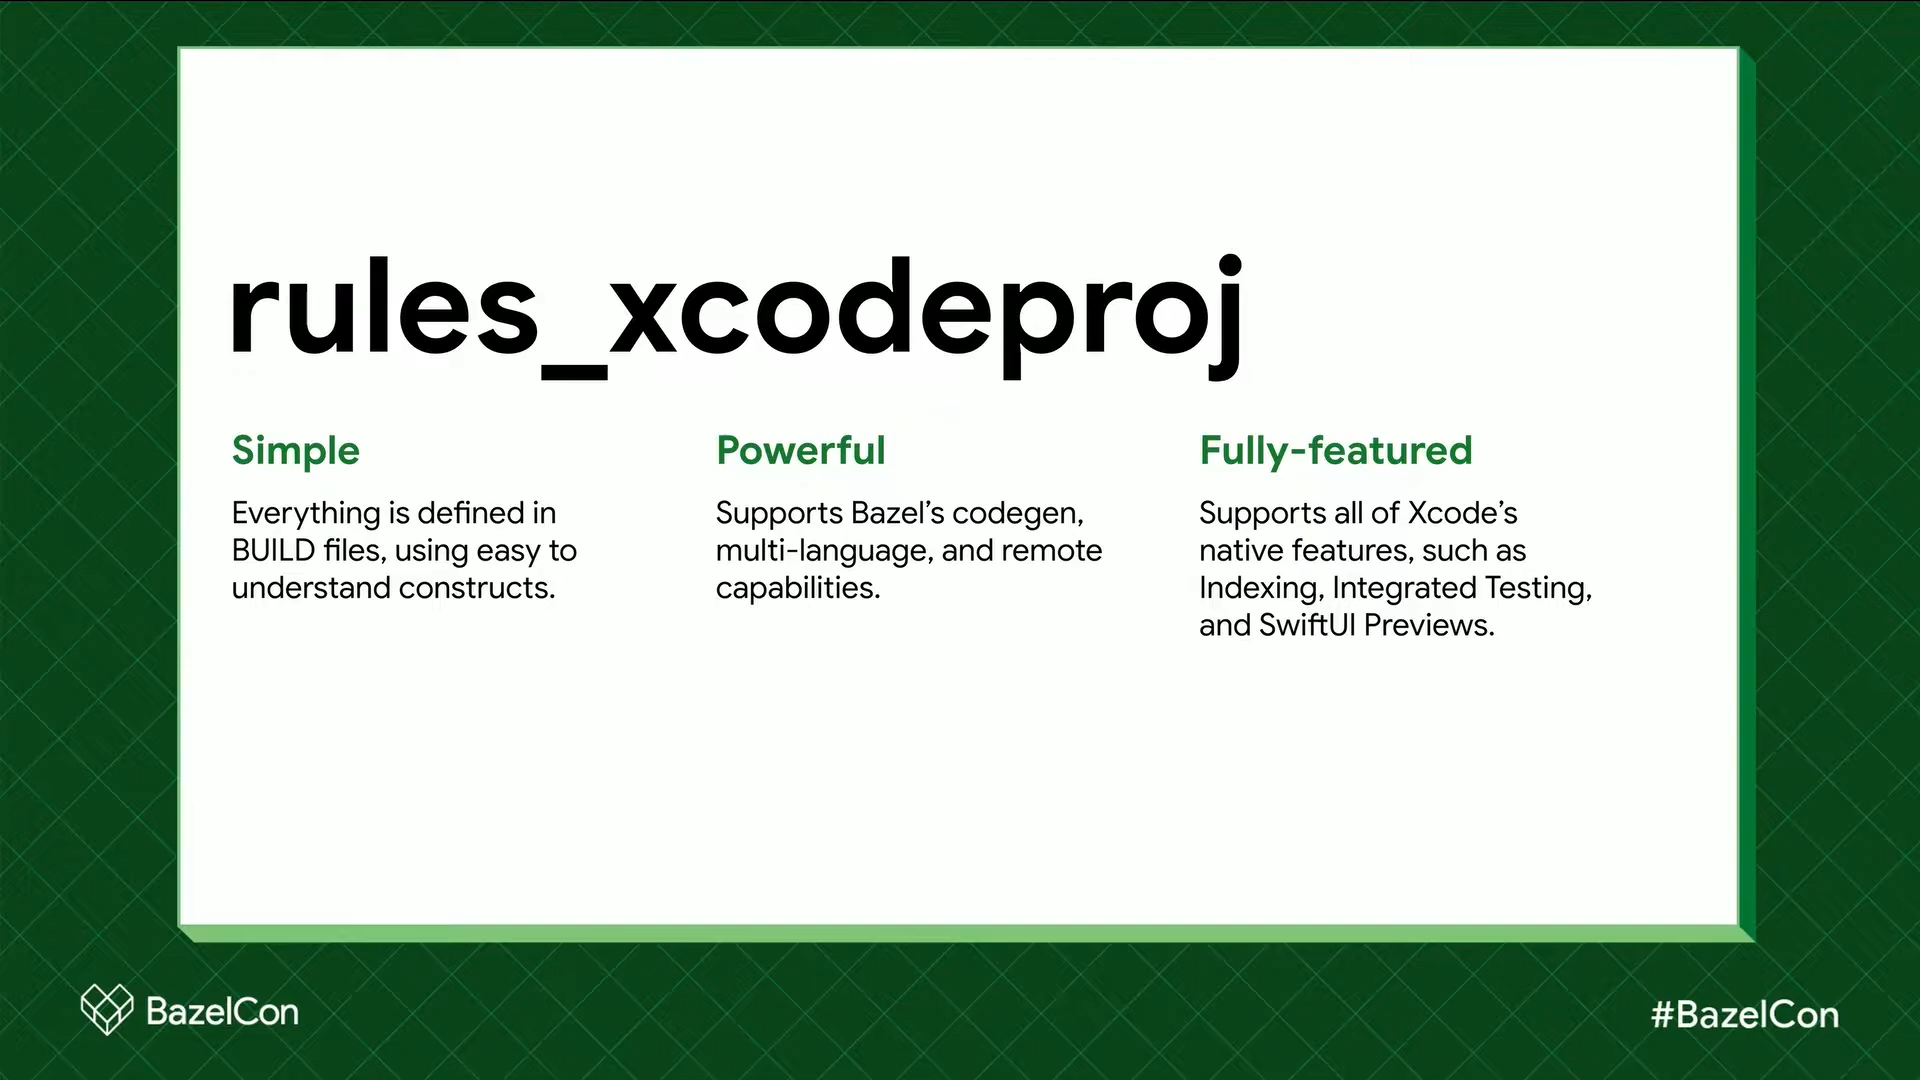 rules_xcodeproj
Simple
Everything is defined in
BUILD files, using easy to
understand constructs.
Powerful
Supports Bazel’s codegen,
multi-language, and remote
capabilities.
Fully-featured
Supports all of Xcode’s
native features, such as
Indexing, Integrated Testing,
and SwiftUI Previews.
BazelCon
#BazelCon